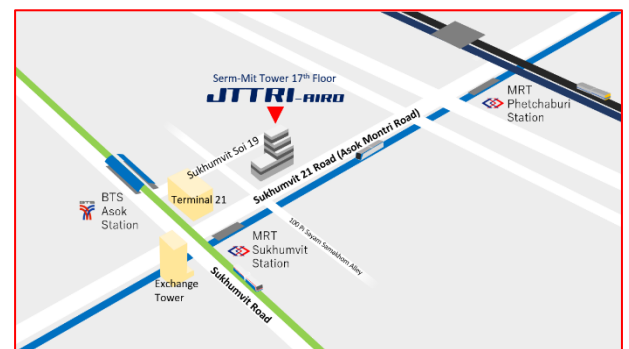 Serm-Mit Tower 17th Floor
JTTRI-AIRO
MRT
Phetchaburi
Station
Sukhumvit Soi 19
Sukhumvit 21 Road (Asok Montri Road)
BTS
BTS
Asok
Station
Terminal 21
MRT
Sukhumvit
Station
100 Pi Sayam Samakhom Alley
Exchange
Tower
Sukhumvit Road